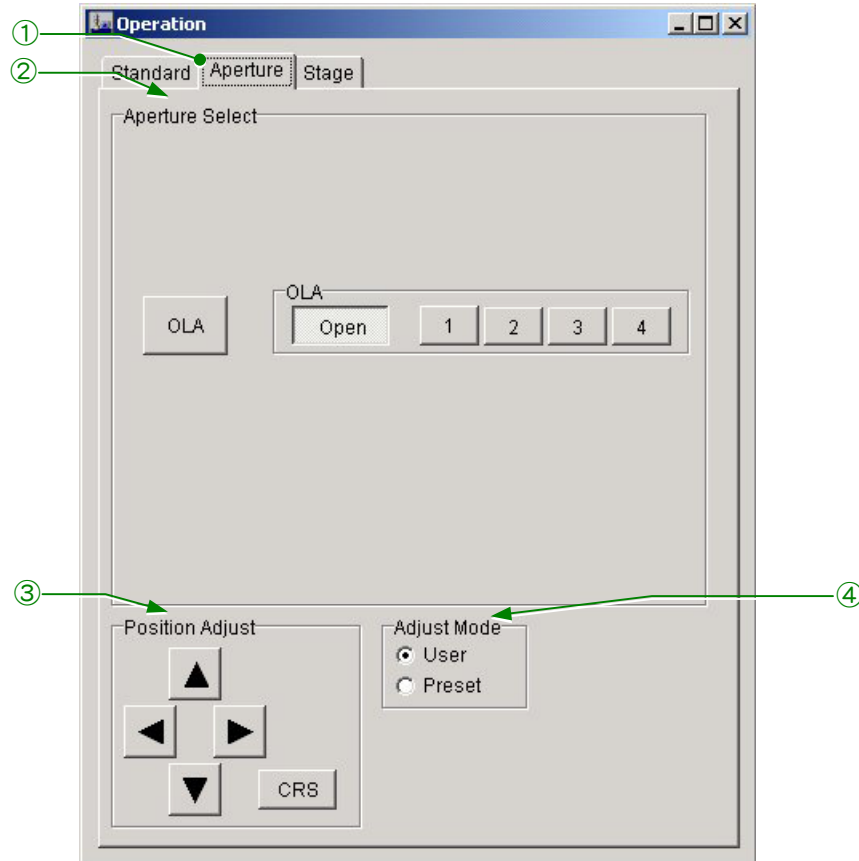 Operation
①
②
Standard Aperture Stage
Aperture Select
OLA
OLA
Open 1 2 3 4
③
④
Position Adjust
Adjust Mode
User
Preset
CRS